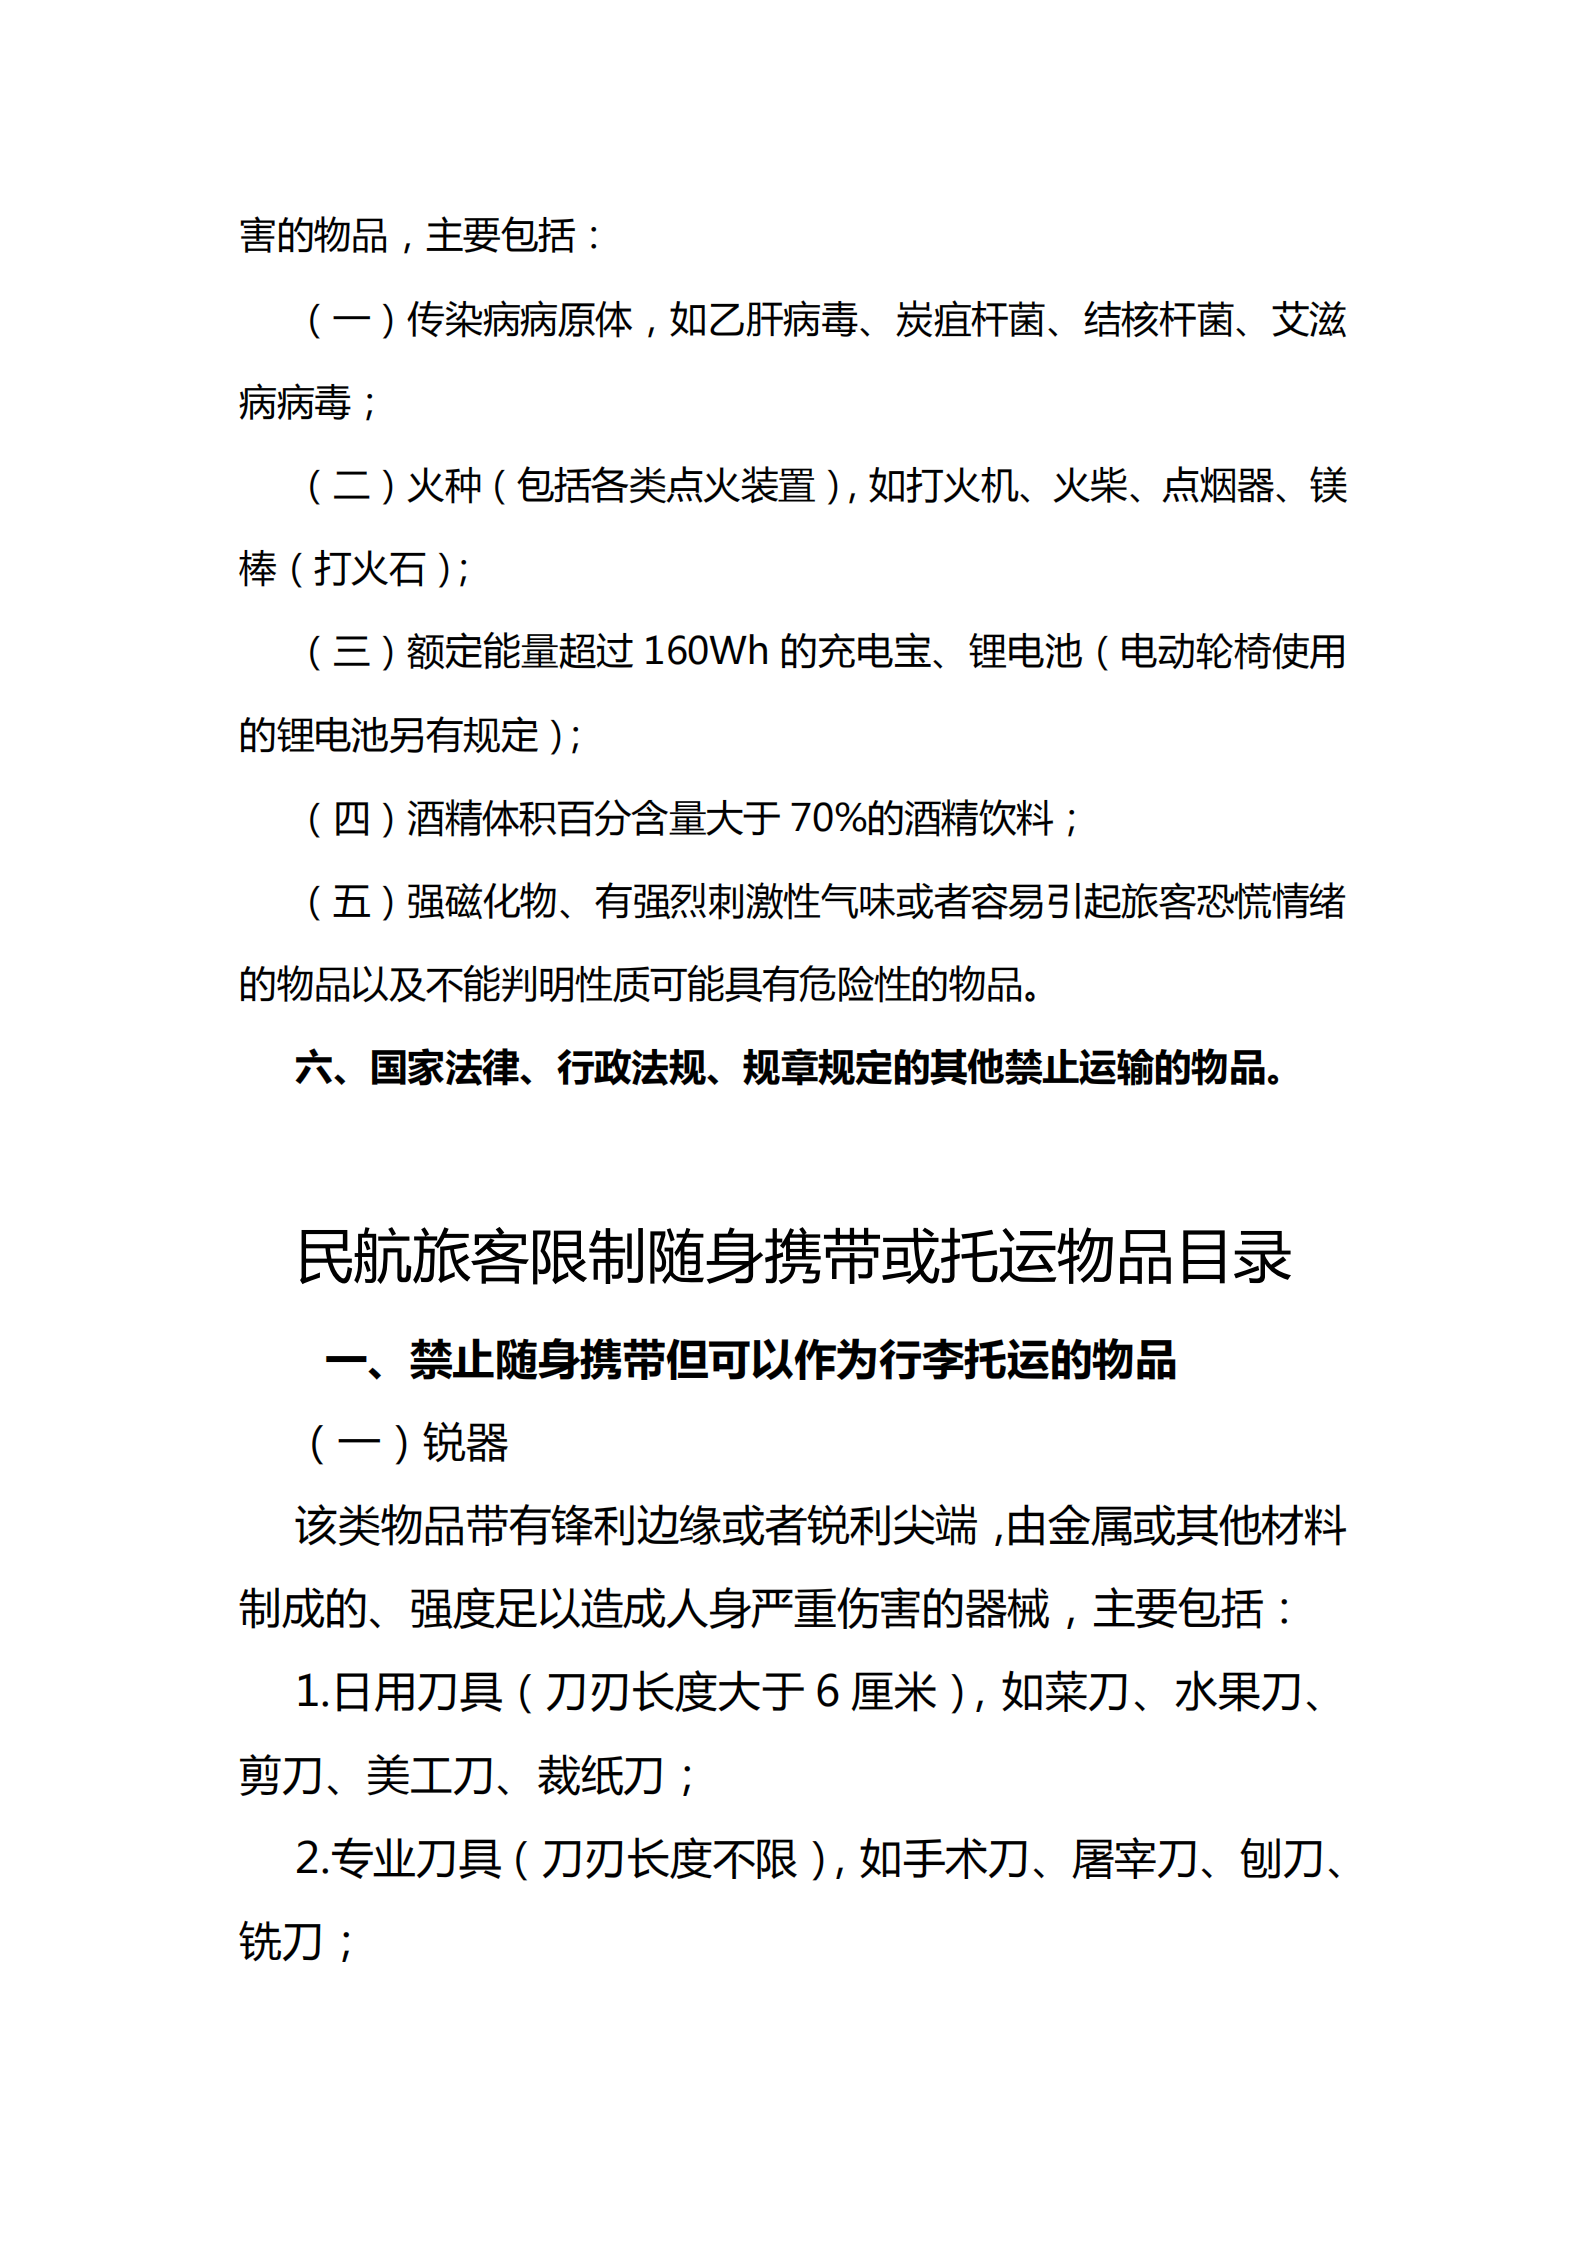 害的物品，主要包括：
（一）传染病病原体，如乙肝病毒、炭疽杆菌、结核杆菌、艾滋
病病毒；
（二）火种（包括各类点火装置），如打火机、火柴、点烟器、镁
棒（打火石）；
（三）额定能量超过 160Wh 的充电宝、锂电池（电动轮椅使用
的锂电池另有规定）；
（四）酒精体积百分含量大于 70%的酒精饮料；
（五）强磁化物、有强烈刺激性气味或者容易引起旅客恐慌情绪
的物品以及不能判明性质可能具有危险性的物品。
六、国家法律、行政法规、规章规定的其他禁止运输的物品。
民航旅客限制随身携带或托运物品目录
一、禁止随身携带但可以作为行李托运的物品
（一）锐器
该类物品带有锋利边缘或者锐利尖端,由金属或其他材料
制成的、强度足以造成人身严重伤害的器械，主要包括：
1.日用刀具（刀刃长度大于 6 厘米），如菜刀、水果刀、
剪刀、美工刀、裁纸刀；
2.专业刀具（刀刃长度不限），如手术刀、屠宰刀、刨刀、
铣刀；